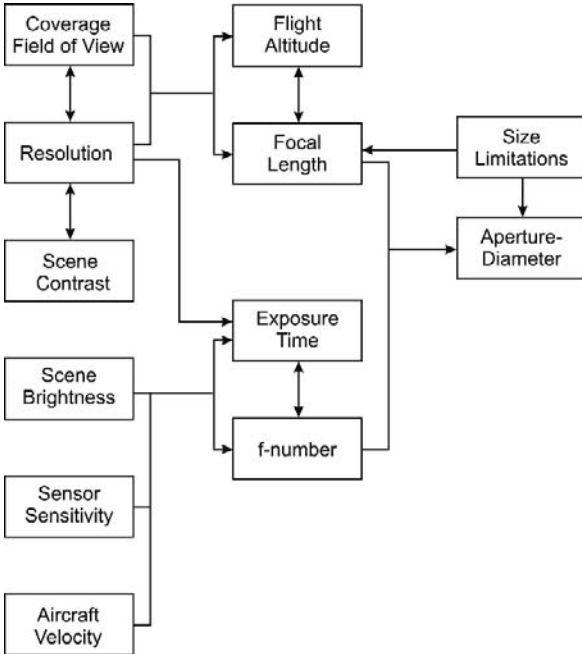 Coverage
Field of View
Flight
Altitude
Resolution
Focal
Length
Size
Limitations
Scene
Contrast
Aperture-
Diameter
Exposure
Time
Scene
Brightness
f-number
Sensor
Sensitivity
Aircraft
Velocity